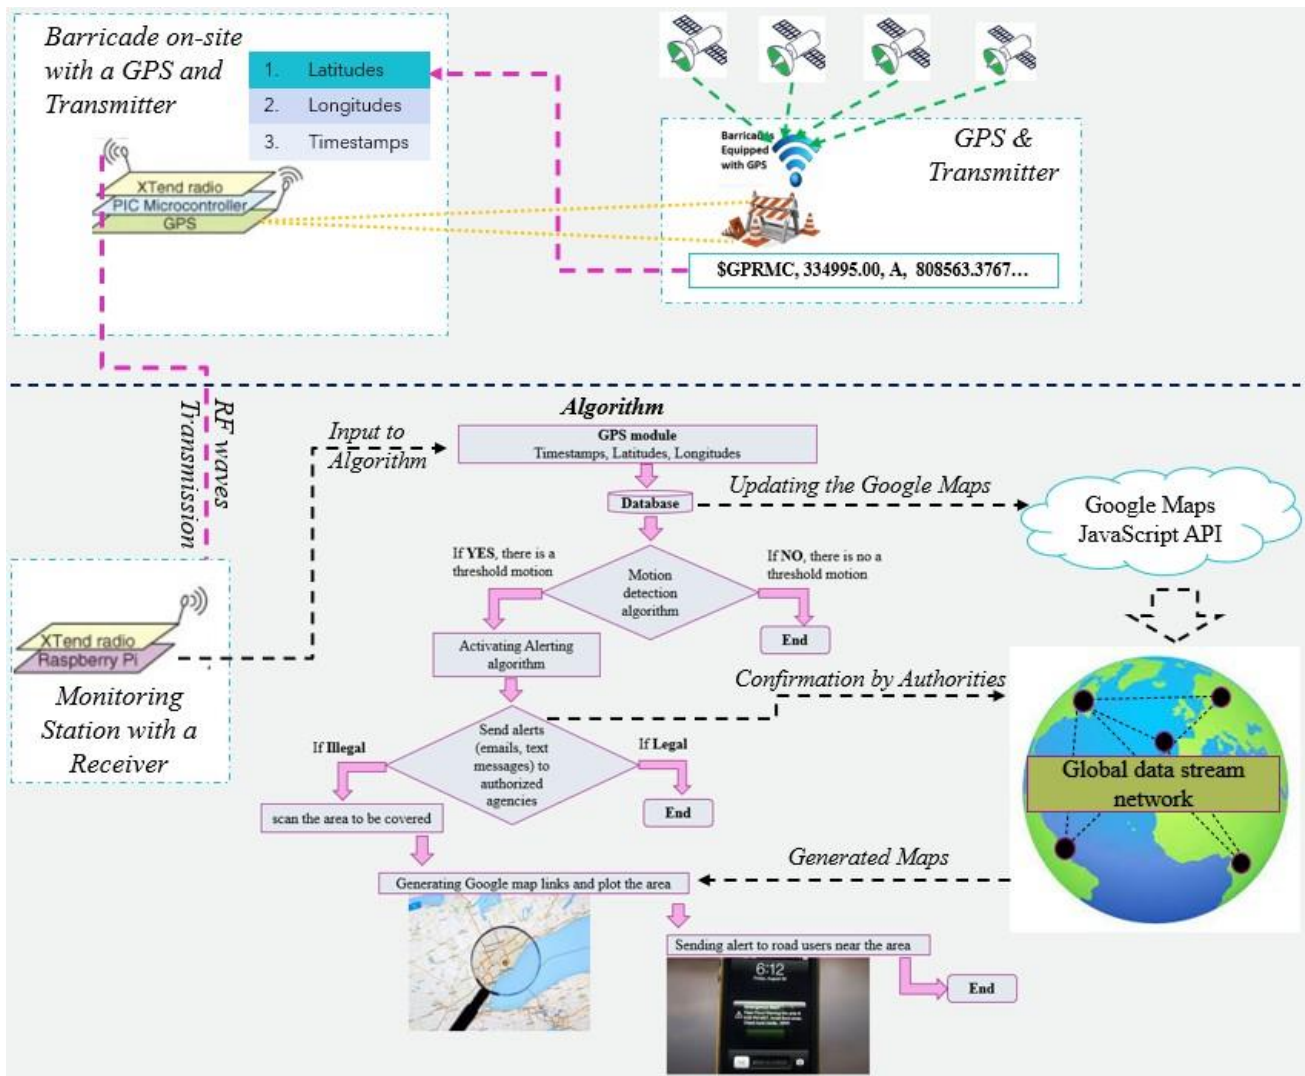 Barricade on-site
with a GPS and
Transmitter
1. Latitudes
2. Longitudes
3. Timestamps
XTend radio
PIC Microcontroller
GPS
Barricade is
Equipped
with GPS
GPS &
Transmitter
$GPRMC, 334995.00, A, 808563.3767...
RF waves
Transmission
Input to
Algorithm
Algorithm
GPS module
Timestamps, Latitudes, Longitudes
Database
Updating the Google Maps
Google Maps
JavaScript API
If YES, there is a
threshold motion
Motion
detection
algorithm
If NO, there is no a
threshold motion
End
Activating Alerting
algorithm
XTend radio
Raspberry Pi
Monitoring
Station with a
Receiver
Confirmation by Authorities
Send alerts
(emails, text
messages) to
authorized
agencies
If Illegal
If Legal
End
scan the area to be covered
Global data stream
network
Generated Maps
Generating Google map links and plot the area
Sending alert to road users near the area
6:12
End